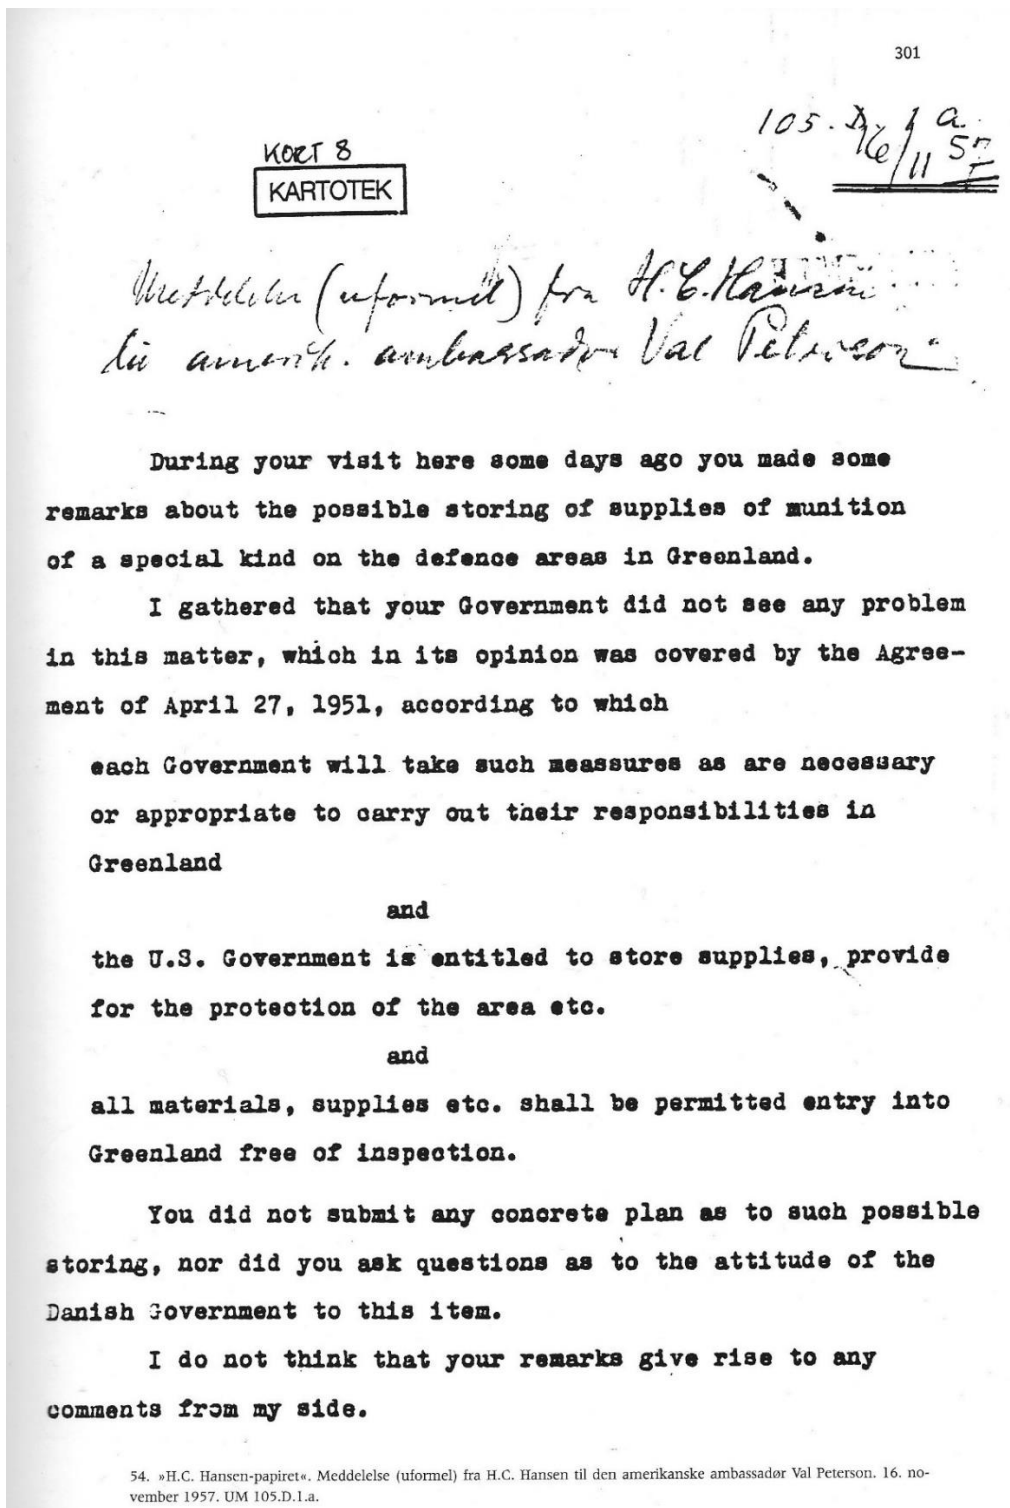 301
105. D. 1 a.
16/11 57
KORT 8
KARTOTEK
Meddelelse (uformel) fra H.C. Hansen
til amerik. ambassadør Val Peterson.
During your visit here some days ago you made some
remarks about the possible storing of supplies of munition
of a special kind on the defence areas in Greenland.
I gathered that your Government did not see any problem
in this matter, which in its opinion was covered by the Agree-
ment of April 27, 1951, according to which
each Government will take such meassures as are necessary
or appropriate to carry out their responsibilities in
Greenland
and
the U.S. Government is entitled to store supplies, provide
for the protection of the area etc.
and
all materials, supplies etc. shall be permitted entry into
Greenland free of inspection.
You did not submit any concrete plan as to such possible
storing, nor did you ask questions as to the attitude of the
Danish Government to this item.
I do not think that your remarks give rise to any
comments from my side.
54. »H.C. Hansen-papiret«. Meddelelse (uformel) fra H.C. Hansen til den amerikanske ambassadør Val Peterson. 16. no-
vember 1957. UM 105.D.1.a.